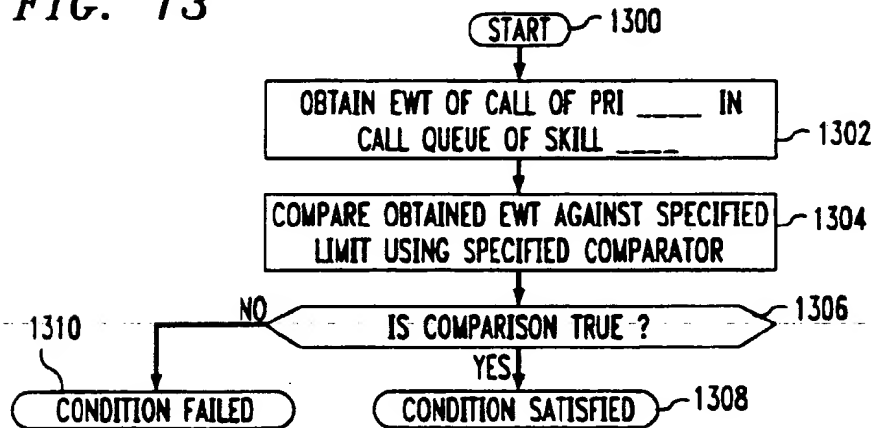 FIG. 13
START 1300
OBTAIN EWT OF CALL OF PRI ____ IN
CALL QUEUE OF SKILL ____
1302
COMPARE OBTAINED EWT AGAINST SPECIFIED
LIMIT USING SPECIFIED COMPARATOR
1304
IS COMPARISON TRUE ?
1306
NO
1310
YES
CONDITION FAILED
CONDITION SATISFIED
1308